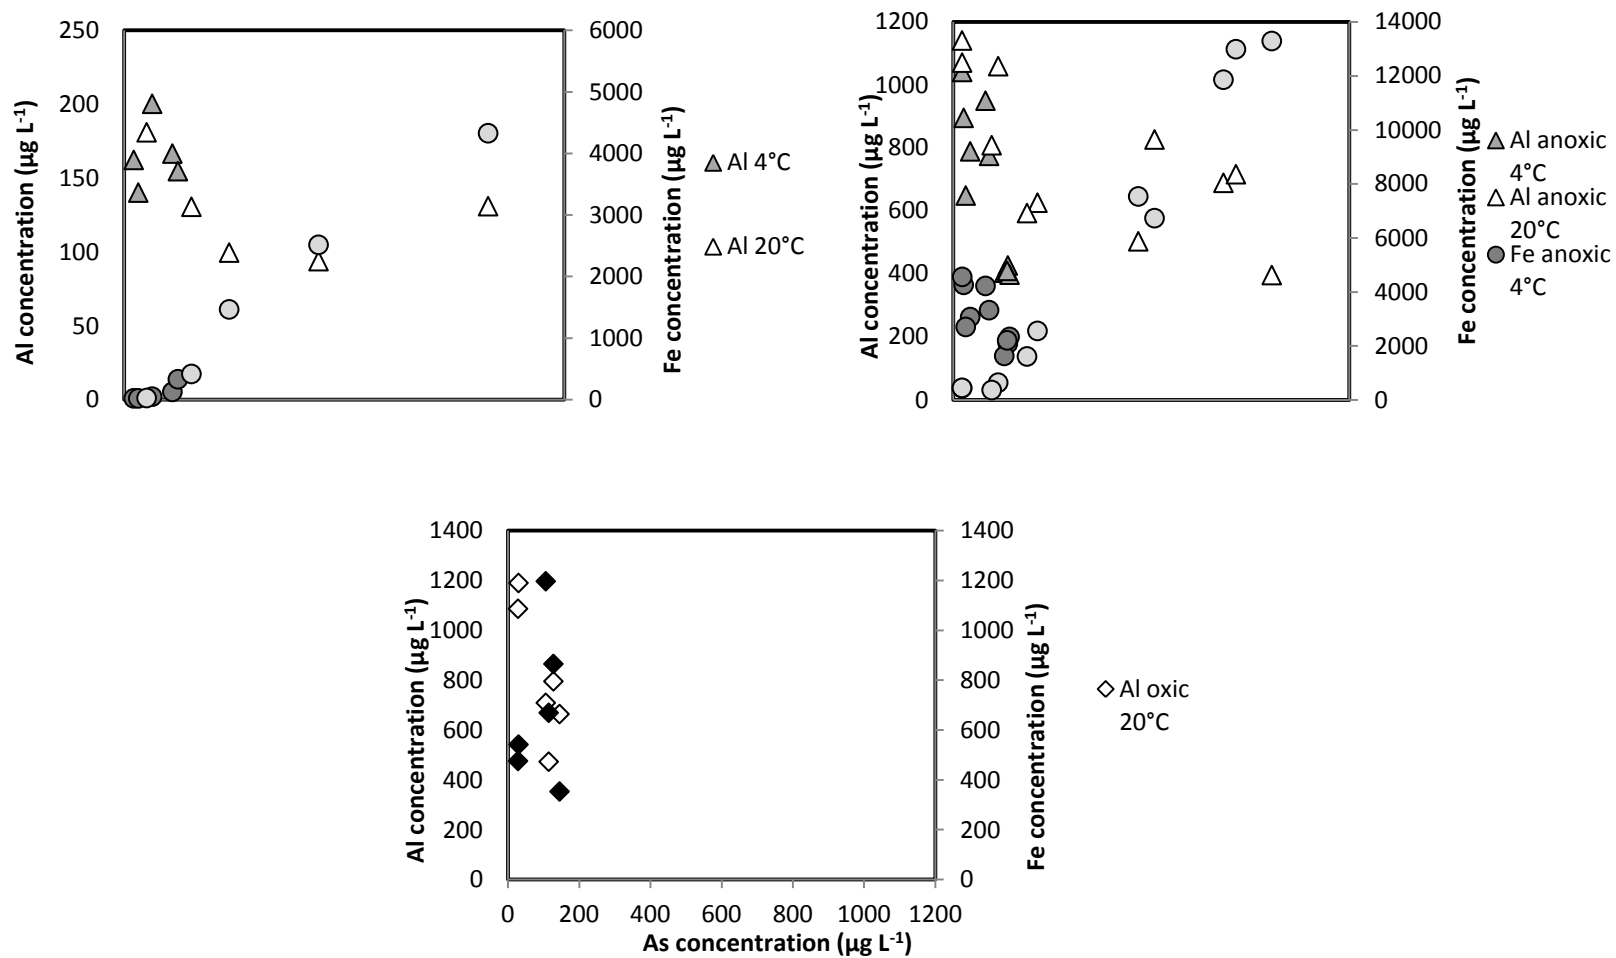 250
200
150
100
50
0
Al concentration (µg L-1)
6000
5000
4000
3000
2000
1000
0
Fe concentration (µg L-1)
Al 4°C
Al 20°C
1200
1000
800
600
400
200
0
Al concentration (µg L-1)
14000
12000
10000
8000
6000
4000
2000
0
Fe concentration (µg L-1)
Al anoxic
4°C
Al anoxic
20°C
Fe anoxic
4°C
1400
1200
1000
800
600
400
200
0
Al concentration (µg L-1)
1400
1200
1000
800
600
400
200
0
Fe concentration (µg L-1)
Al oxic
20°C
0 200 400 600 800 1000 1200
As concentration (µg L-1)